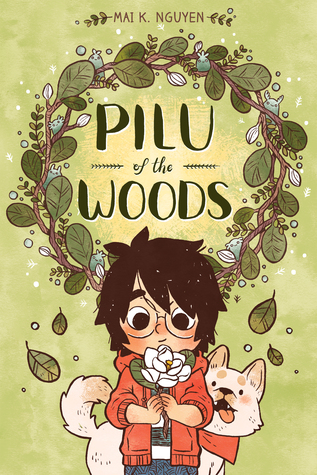 MAI K. NGUYEN
PILU
of the
WOODS